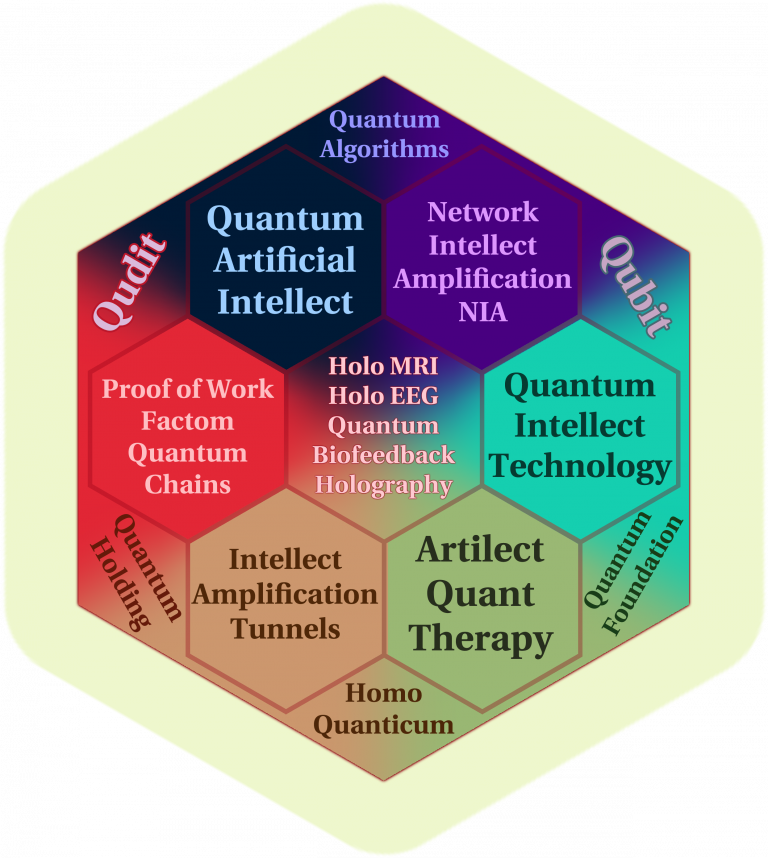 Quantum
Algorithms
Quantum
Artificial
Intellect
Network
Intellect
Amplification
NIA
Qudit
Qubit
Proof of Work
Factom
Quantum
Chains
Holo MRI
Holo EEG
Quantum
Biofeedback
Holography
Quantum
Intellect
Technology
Quantum
Holding
Intellect
Amplification
Tunnels
Artilect
Quant
Therapy
Quantum
Foundation
Homo
Quanticum